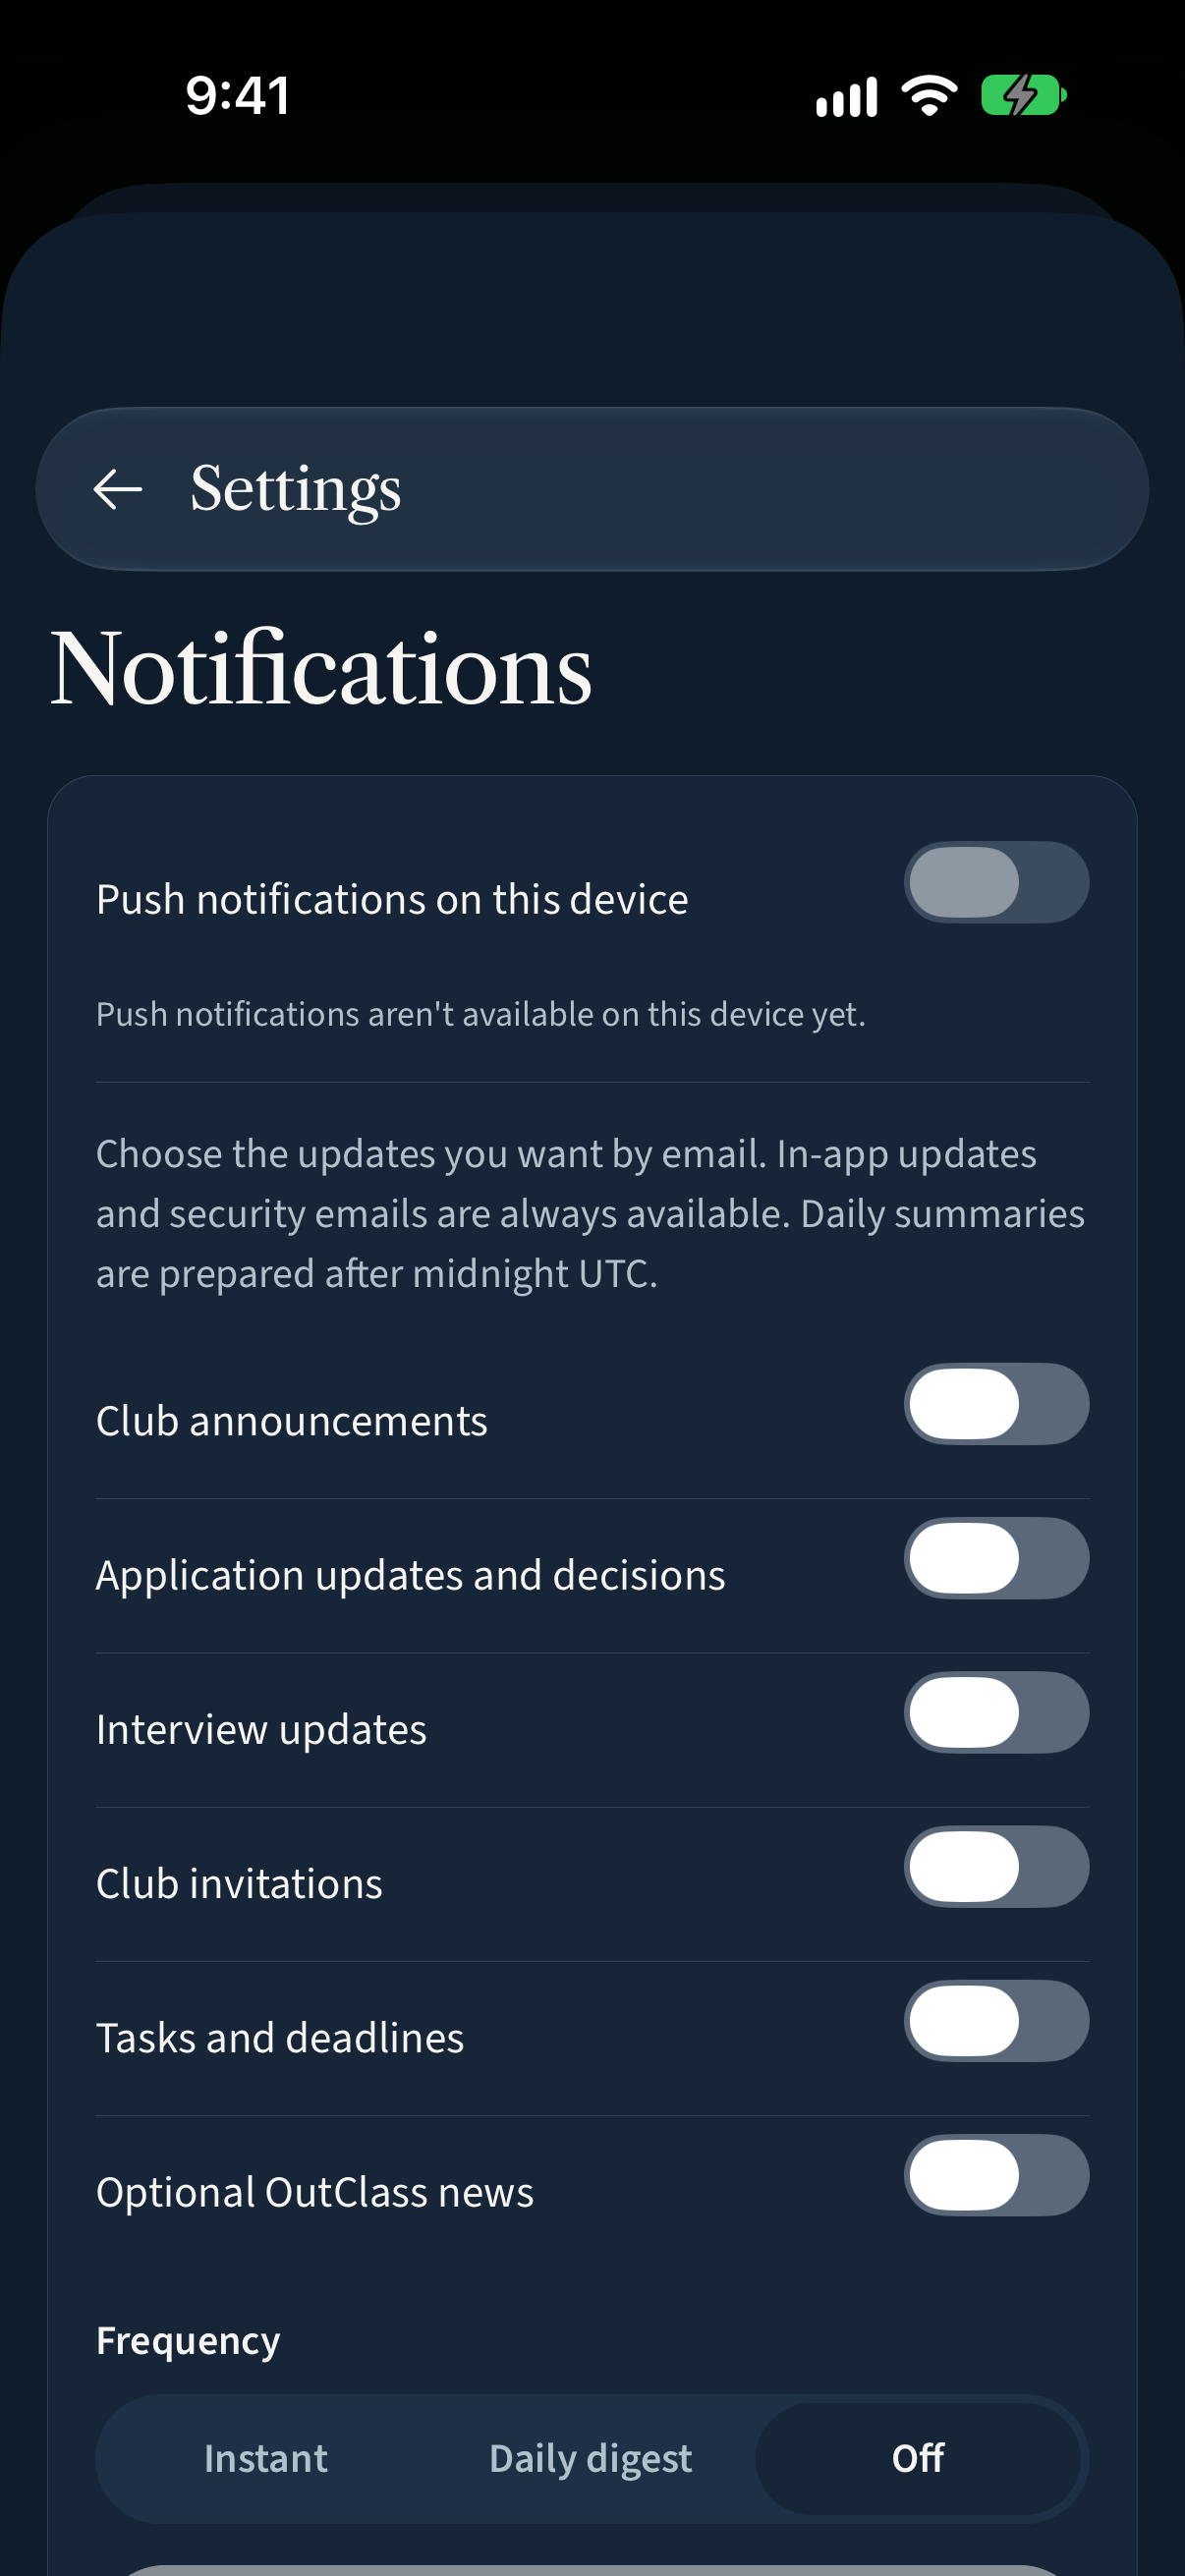 9:41
Settings
Notifications
Push notifications on this device
Push notifications aren't available on this device yet.
Choose the updates you want by email. In-app updates
and security emails are always available. Daily summaries
are prepared after midnight UTC.
Club announcements
Application updates and decisions
Interview updates
Club invitations
Tasks and deadlines
Optional OutClass news
Frequency
Instant Daily digest Off